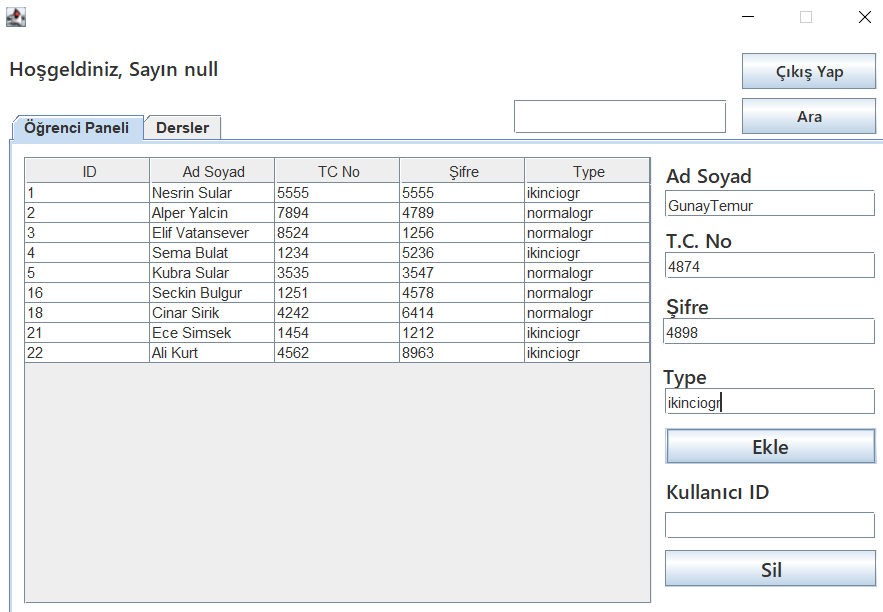 Hoşgeldiniz, Sayın null
Çıkış Yap
Ara
Öğrenci Paneli Dersler
ID Ad Soyad TC No Şifre Type
1 Nesrin Sular 5555 5555 ikinciogr
2 Alper Yalcin 7894 4789 normalogr
3 Elif Vatansever 8524 1256 normalogr
4 Sema Bulat 1234 5236 ikinciogr
5 Kubra Sular 3535 3547 normalogr
16 Seckin Bulgur 1251 4578 normalogr
18 Cinar Sirik 4242 6414 normalogr
21 Ece Simsek 1454 1212 ikinciogr
22 Ali Kurt 4562 8963 ikinciogr
Ad Soyad
GunayTemur
T.C. No
4874
Şifre
4898
Type
ikinciogr
Ekle
Kullanıcı ID
Sil